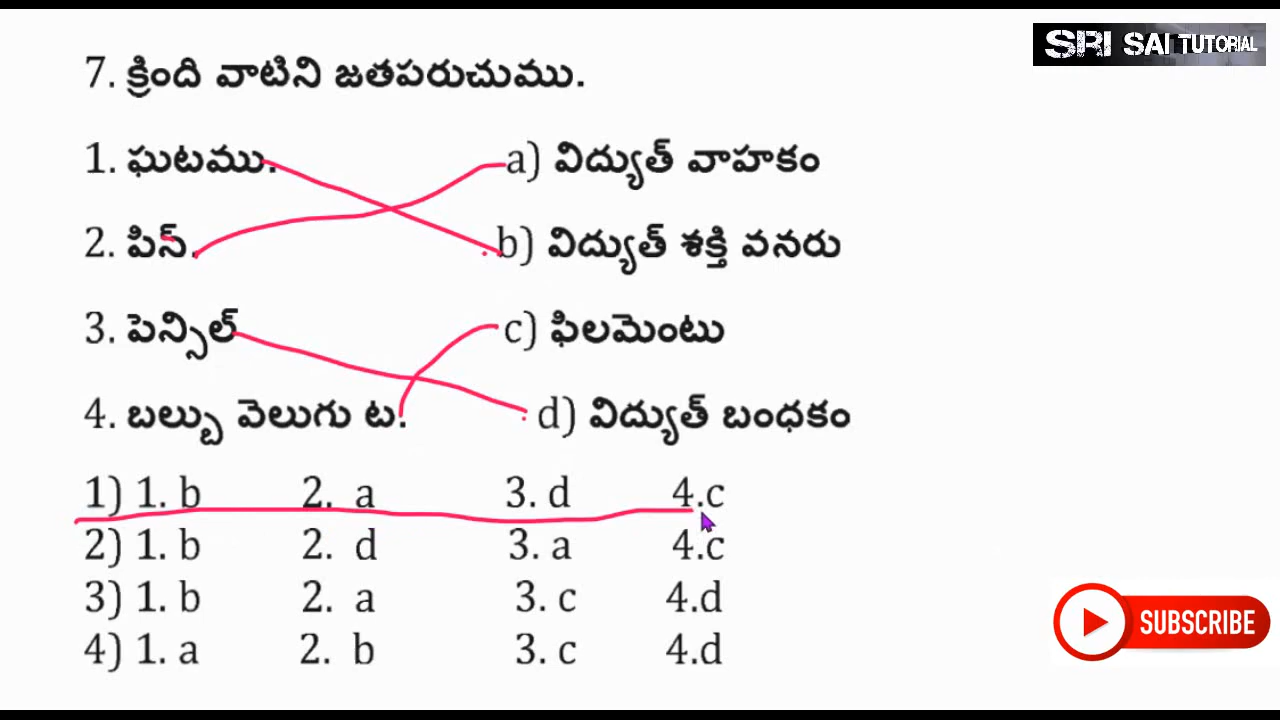 SRI SAI TUTORIAL
7. క్రింది వాటిని జతపరుచుము.
1. ఘటము. a) విద్యుత్ వాహకం
2. పిన్. b) విద్యుత్ శక్తి వనరు
3. పెన్సిల్ c) ఫిలమెంటు
4. బల్బు వెలుగు ట. d) విద్యుత్ బంధకం
1) 1. b 2. a 3. d 4.c
2) 1. b 2. d 3. a 4.c
3) 1. b 2. a 3. c 4.d
4) 1. a 2. b 3. c 4.d
SUBSCRIBE